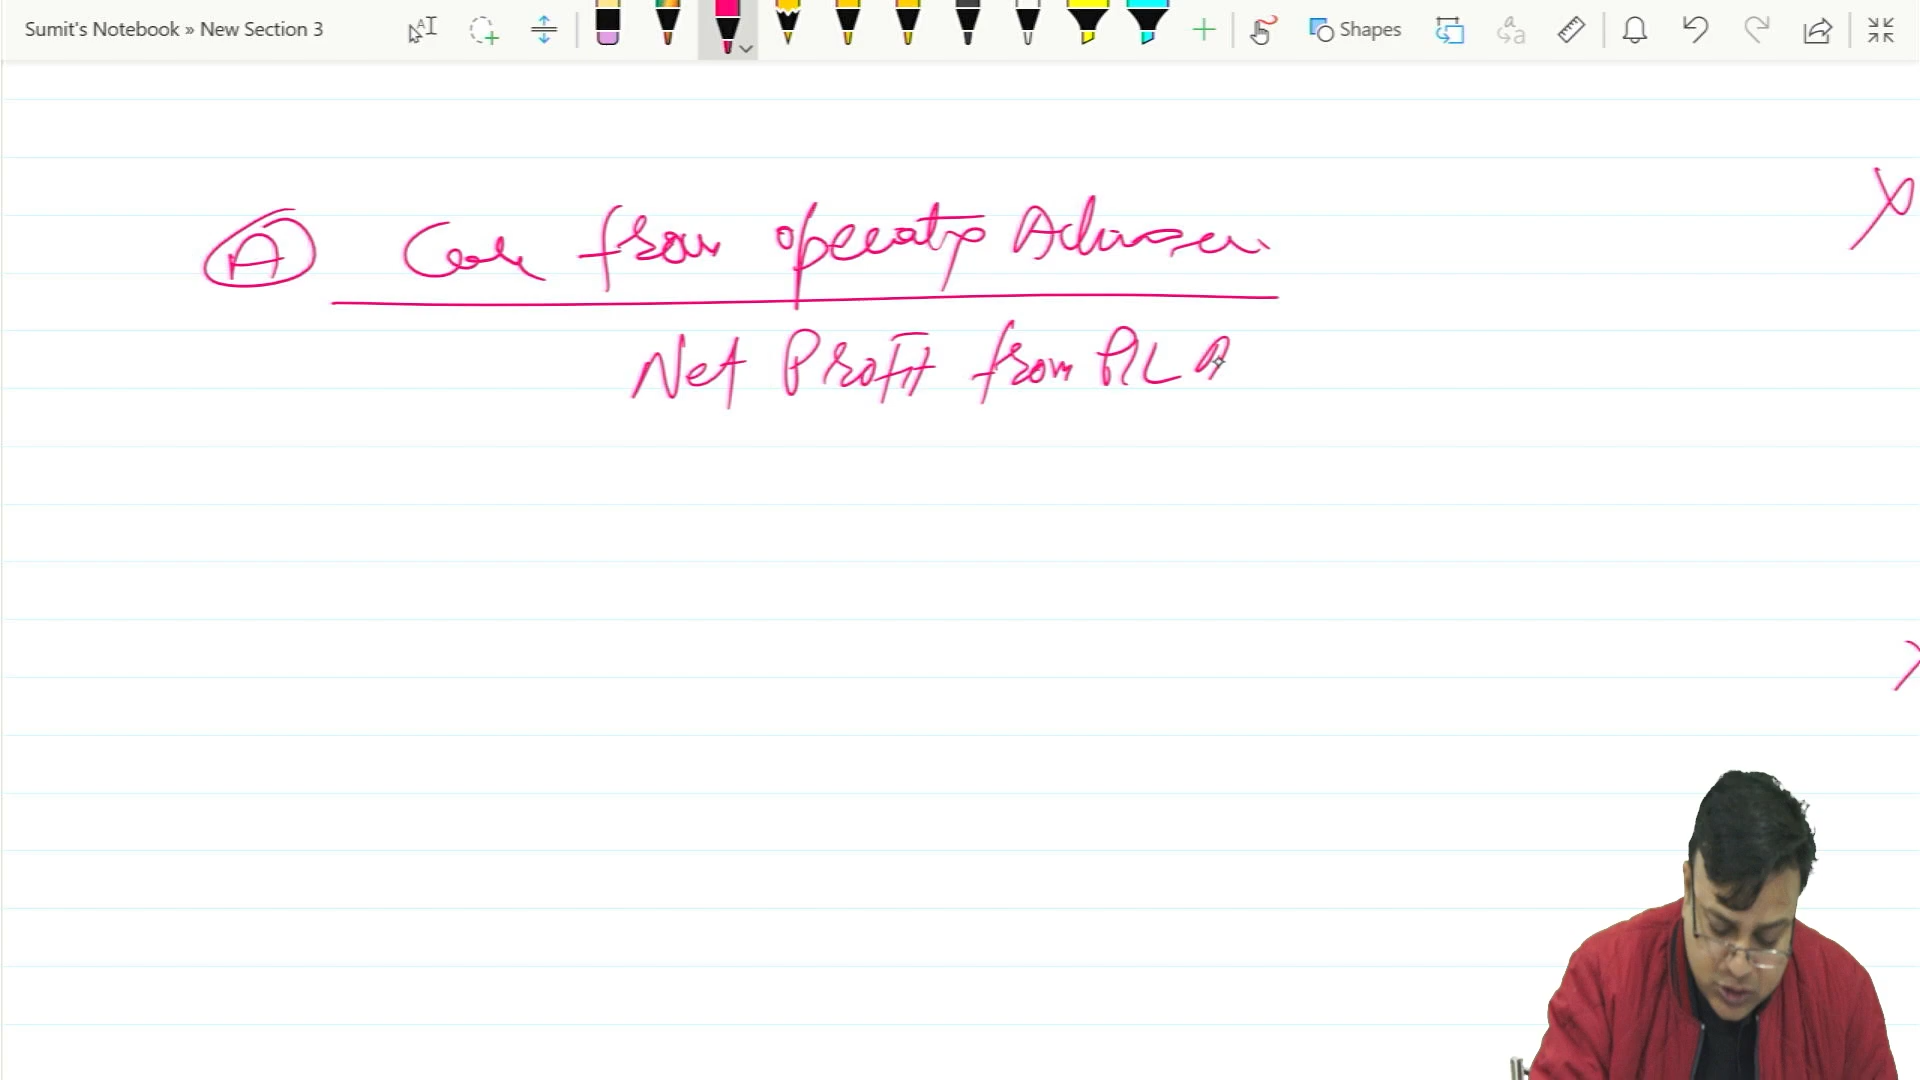 Sumit's Notebook » New Section 3
Shapes
A Cash from operating Activities
Net Profit from P/L A